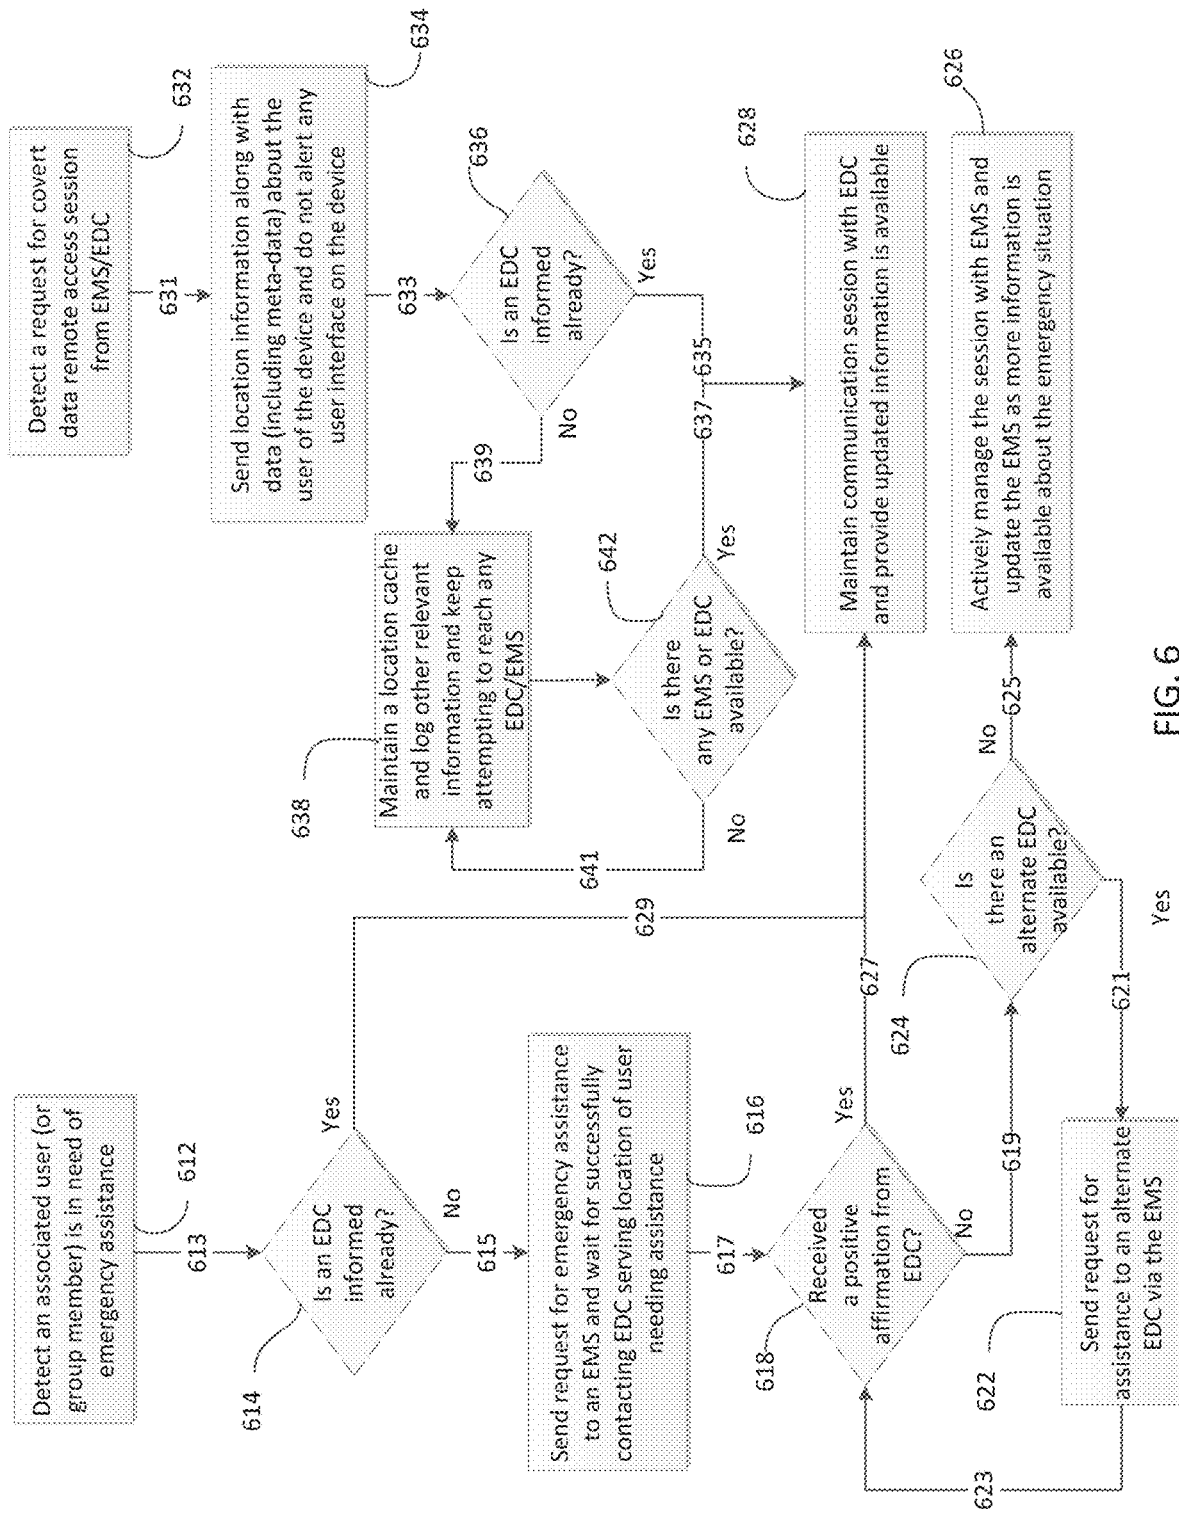 Detect an associated user (or
group member) is in need of
emergency assistance
612
613
Is an EDC
informed
already?
614
Yes
No
615
629
Send request for emergency assistance
to an EMS and wait for successfully
contacting EDC serving location of user
needing assistance
616
617
Received
a positive
affirmation from
EDC?
618
Yes
627
No
619
Send request for
assistance to an alternate
EDC via the EMS
622
623
621
Yes
Is
there an
alternate EDC
available?
624
No
625
Detect a request for covert
data remote access session
from EMS/EDC
632
631
Send location information along with
data (including meta-data) about the
user of the device and do not alert any
user interface on the device
634
633
Is an EDC
informed
already?
636
No
639
Yes
635
Maintain a location cache
and log other relevant
information and keep
attempting to reach any
EDC/EMS
638
Is there
any EMS or EDC
available?
642
No
641
Yes
637
Maintain communication session with EDC
and provide updated information is available
628
Actively manage the session with EMS and
update the EMS as more information is
available about the emergency situation
626
FIG. 6